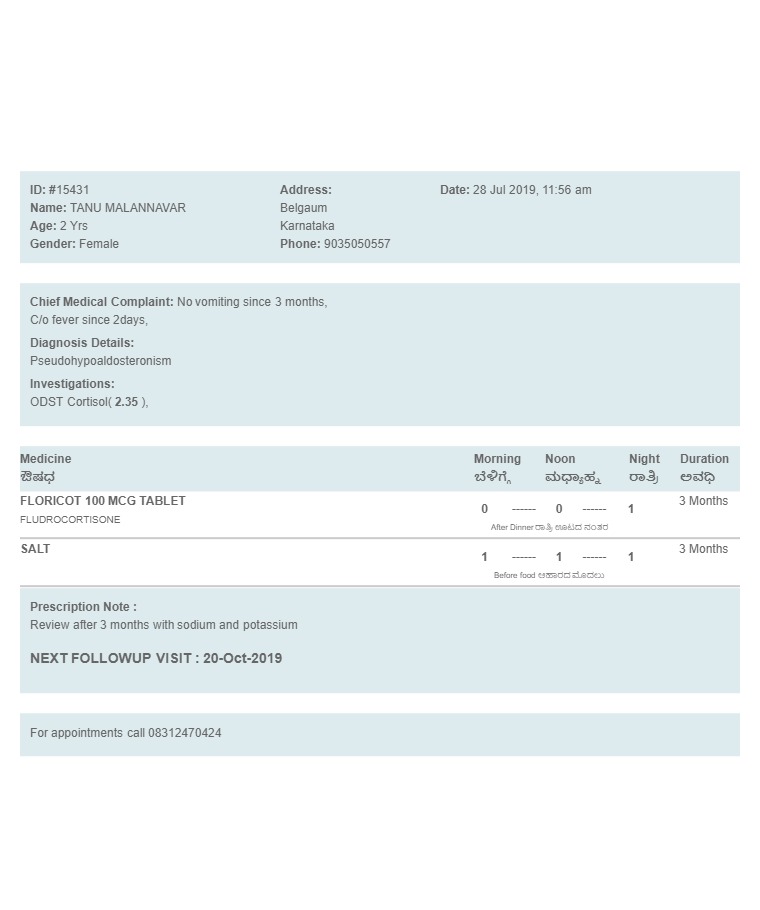 ID: #15431
Name: TANU MALANNAVAR
Age: 2 Yrs
Gender: Female
Address:
Belgaum
Karnataka
Phone: 9035050557
Date: 28 Jul 2019, 11:56 am
Chief Medical Complaint: No vomiting since 3 months,
C/o fever since 2days,
Diagnosis Details:
Pseudohypoaldosteronism
Investigations:
ODST Cortisol( 2.35 ),
Medicine Morning Noon Night Duration
ಔಷಧ ಬೆಳಿಗ್ಗೆ ಮಧ್ಯಾಹ್ನ ರಾತ್ರಿ ಅವಧಿ
FLORICOT 100 MCG TABLET 3 Months
FLUDROCORTISONE
0 ------ 0 ------ 1
After Dinner ರಾತ್ರಿ ಊಟದ ನಂತರ
SALT 3 Months
1 ------ 1 ------ 1
Before food ಆಹಾರದ ಮೊದಲು
Prescription Note :
Review after 3 months with sodium and potassium
NEXT FOLLOWUP VISIT : 20-Oct-2019
For appointments call 08312470424